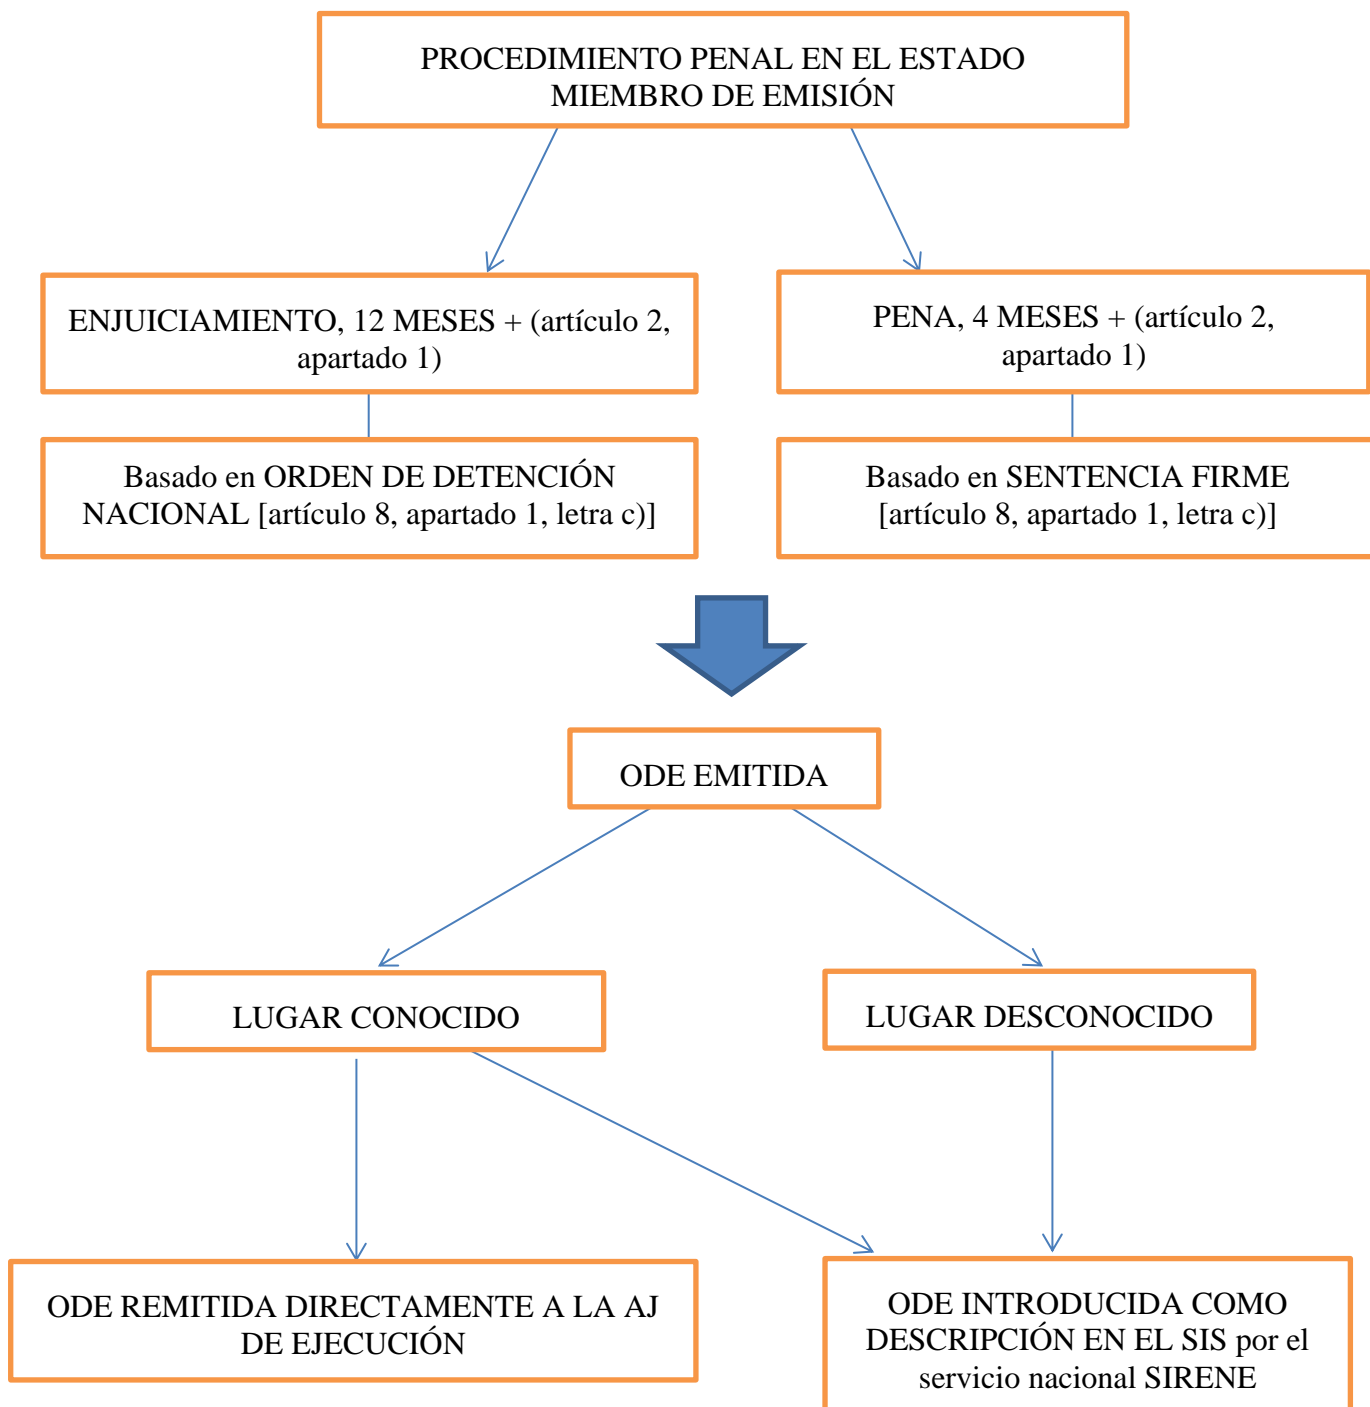 PROCEDIMIENTO PENAL EN EL ESTADO
MIEMBRO DE EMISIÓN
ENJUICIAMIENTO, 12 MESES + (artículo 2,
apartado 1)
PENA, 4 MESES + (artículo 2,
apartado 1)
Basado en ORDEN DE DETENCIÓN
NACIONAL [artículo 8, apartado 1, letra c)]
Basado en SENTENCIA FIRME
[artículo 8, apartado 1, letra c)]
ODE EMITIDA
LUGAR CONOCIDO
LUGAR DESCONOCIDO
ODE REMITIDA DIRECTAMENTE A LA AJ
DE EJECUCIÓN
ODE INTRODUCIDA COMO
DESCRIPCIÓN EN EL SIS por el
servicio nacional SIRENE